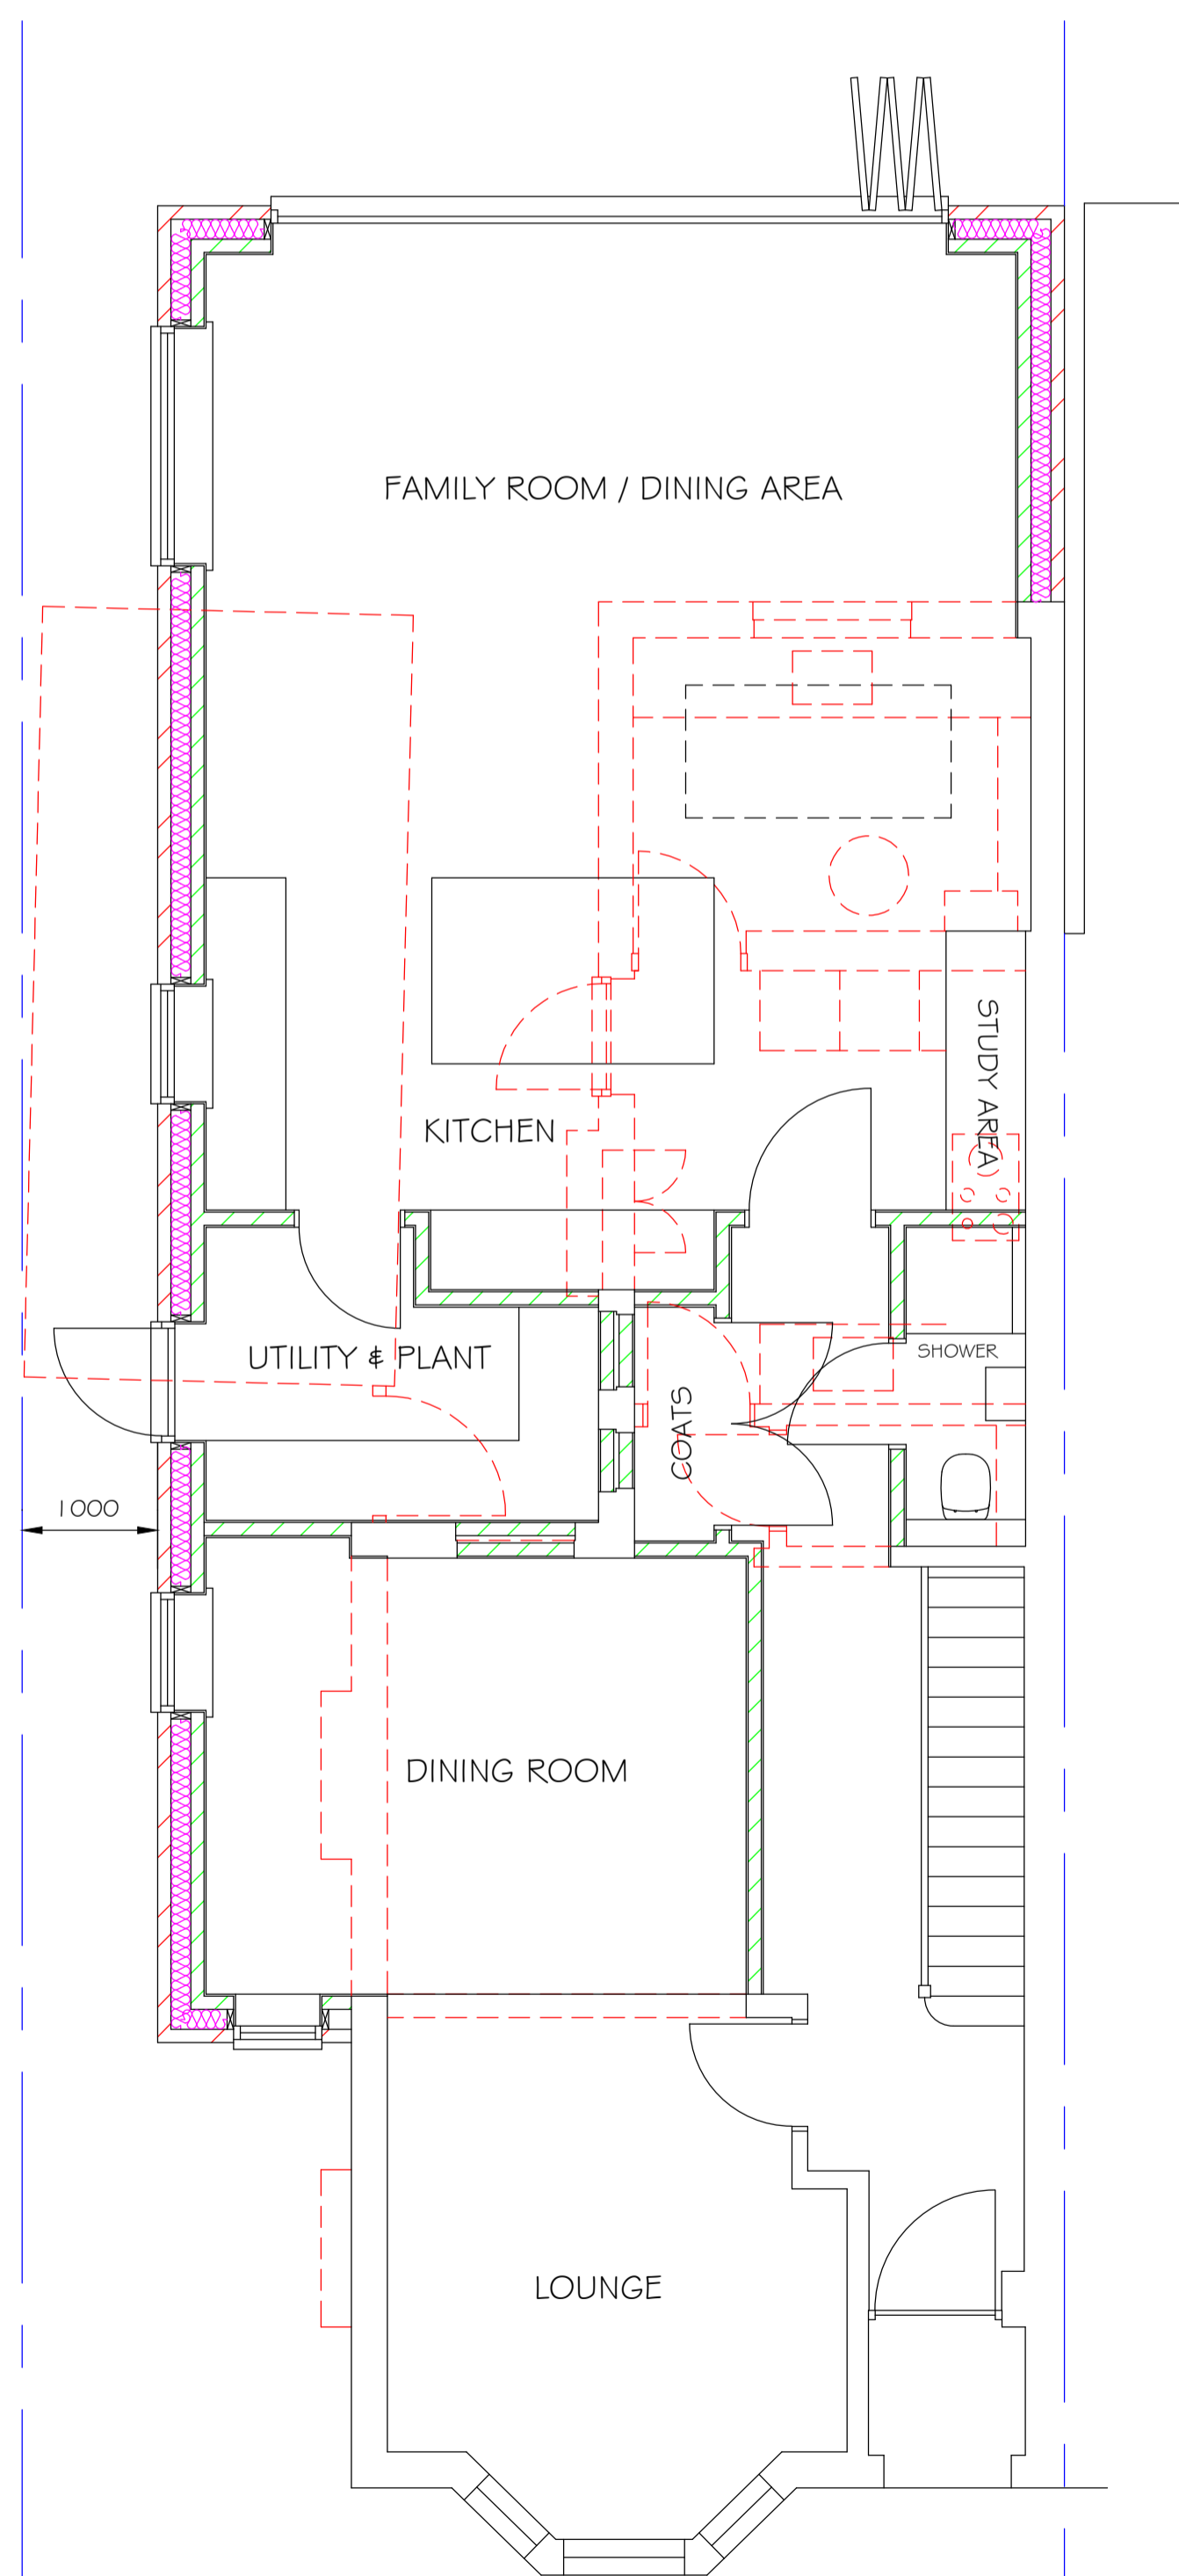 FAMILY ROOM / DINING AREA
STUDY AREA
KITCHEN
SHOWER
UTILITY & PLANT
COATS
1000
DINING ROOM
LOUNGE